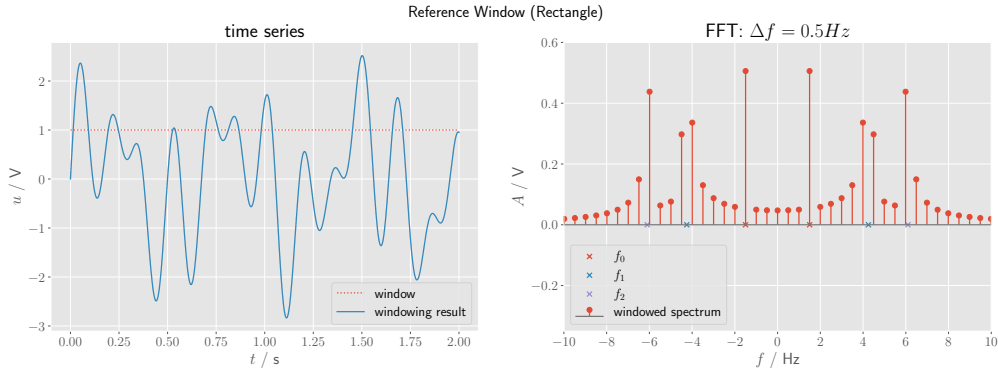 Reference Window (Rectangle)
time series
2
1
0
−1
−2
−3
u / V
0.00 0.25 0.50 0.75 1.00 1.25 1.50 1.75 2.00
t / s
window
windowing result
FFT: Δf = 0.5Hz
0.6
0.4
0.2
0.0
−0.2
A / V
−10 −8 −6 −4 −2 0 2 4 6 8 10
f / Hz
f₀
f₁
f₂
windowed spectrum